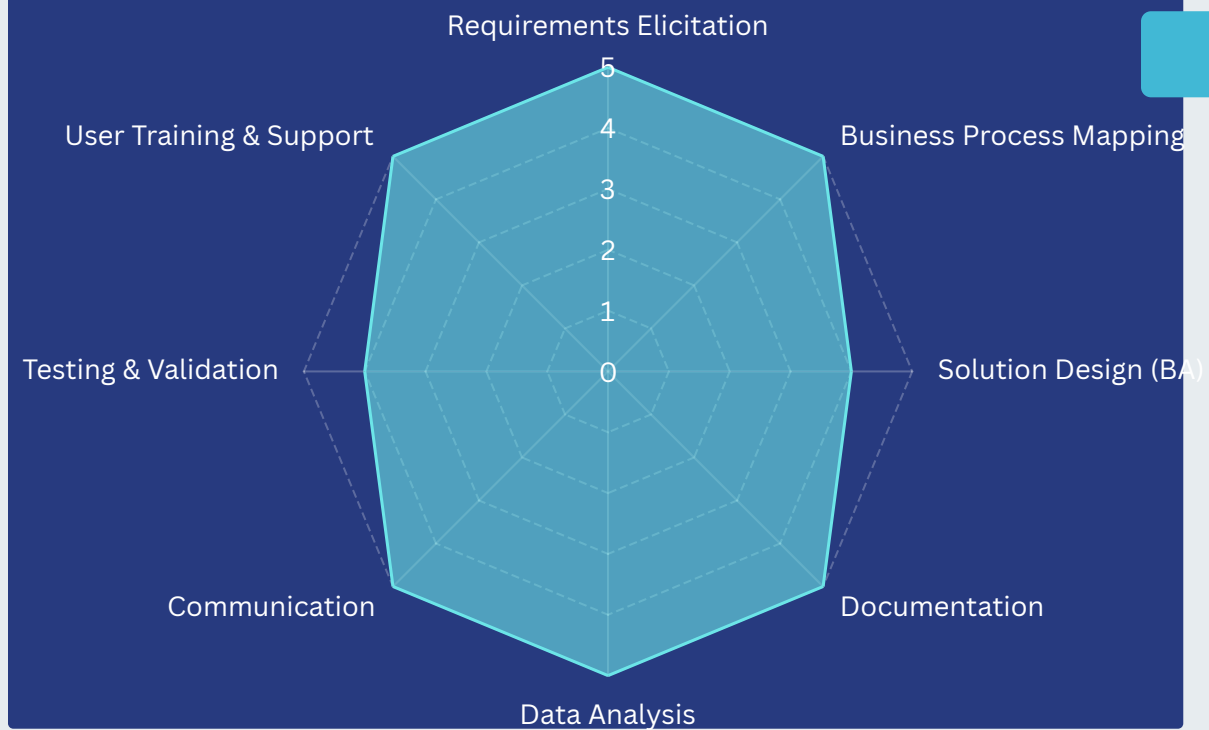 Requirements Elicitation
5
User Training & Support
4
Business Process Mapping
3
2
1
Testing & Validation
0
Solution Design (BA)
Communication
Documentation
Data Analysis